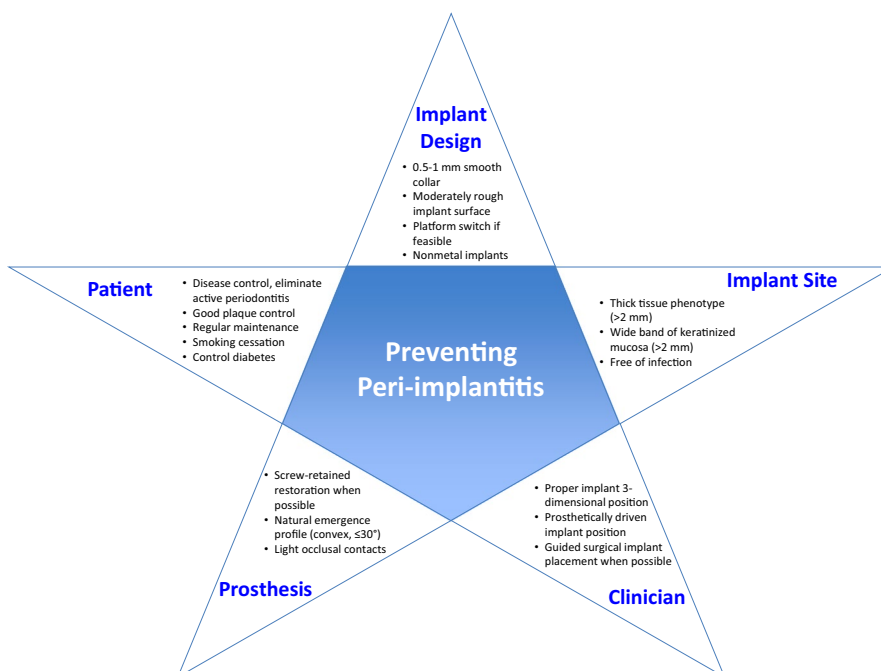 Implant
Design
• 0.5-1 mm smooth
collar
• Moderately rough
implant surface
• Platform switch if
feasible
• Nonmetal implants
Patient
• Disease control, eliminate
active periodontitis
• Good plaque control
• Regular maintenance
• Smoking cessation
• Control diabetes
Implant Site
• Thick tissue phenotype
(>2 mm)
• Wide band of keratinized
mucosa (>2 mm)
• Free of infection
Preventing
Peri-implantitis
• Screw-retained
restoration when
possible
• Natural emergence
profile (convex, ≤30°)
• Light occlusal contacts
Prosthesis
• Proper implant 3-
dimensional position
• Prosthetically driven
implant position
• Guided surgical implant
placement when possible
Clinician